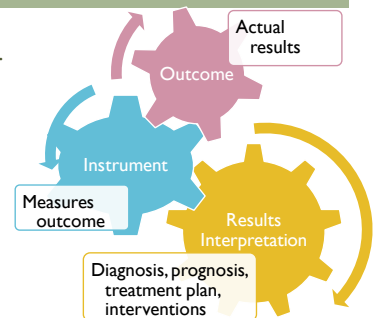 Actual
results
Outcome
Instrument
Measures
outcome
Results
Interpretation
Diagnosis, prognosis,
treatment plan,
interventions